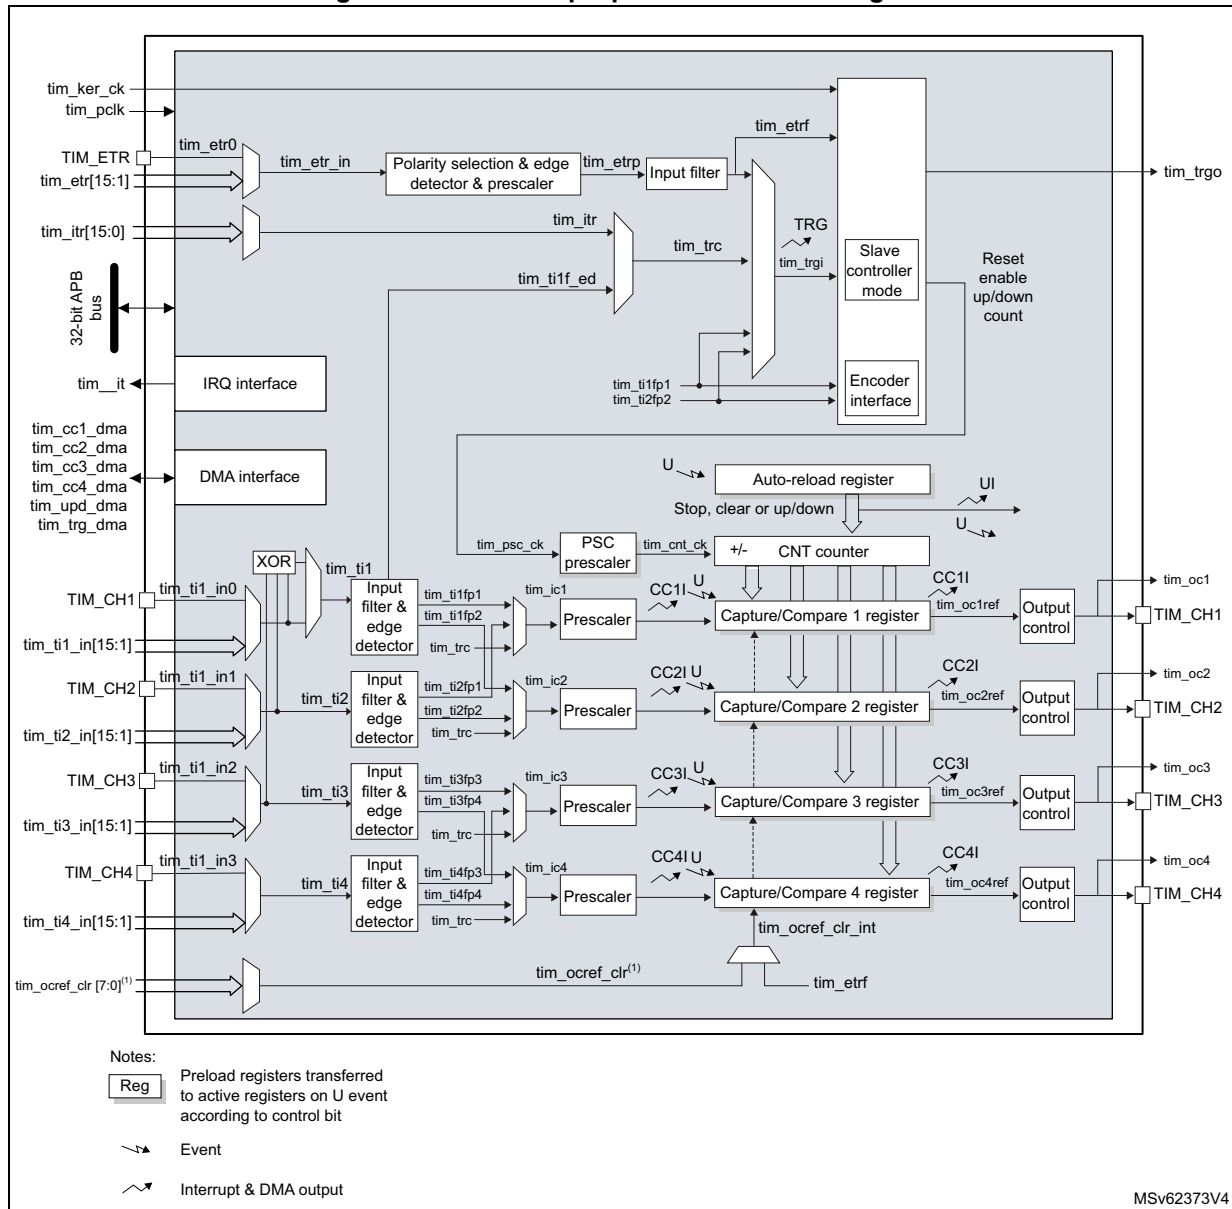 tim_ker_ck
tim_pclk
TIM_ETR
tim_etr0
tim_etr[15:1]
tim_etr_in
Polarity selection & edge
detector & prescaler
tim_etrp
Input filter
tim_etrf
tim_trgo
tim_itr[15:0]
tim_itr
tim_trc
tim_ti1f_ed
TRG
tim_trgi
Slave
controller
mode
Reset
enable
up/down
count
32-bit APB
bus
tim__it
IRQ interface
tim_ti1fp1
tim_ti2fp2
Encoder
interface
tim_cc1_dma
tim_cc2_dma
tim_cc3_dma
tim_cc4_dma
tim_upd_dma
tim_trg_dma
DMA interface
U
Auto-reload register
UI
Stop, clear or up/down
U
tim_psc_ck
PSC
prescaler
tim_cnt_ck
+/-
CNT counter
XOR
tim_ti1
TIM_CH1
tim_ti1_in0
tim_ti1_in[15:1]
Input
filter &
edge
detector
tim_ti1fp1
tim_ti1fp2
tim_trc
tim_ic1
Prescaler
CC1I
U
Capture/Compare 1 register
CC1I
tim_oc1ref
Output
control
tim_oc1
TIM_CH1
TIM_CH2
tim_ti1_in1
tim_ti2_in[15:1]
tim_ti2
Input
filter &
edge
detector
tim_ti2fp1
tim_ti2fp2
tim_trc
tim_ic2
Prescaler
CC2I
U
Capture/Compare 2 register
CC2I
tim_oc2ref
Output
control
tim_oc2
TIM_CH2
TIM_CH3
tim_ti1_in2
tim_ti3_in[15:1]
tim_ti3
Input
filter &
edge
detector
tim_ti3fp3
tim_ti3fp4
tim_trc
tim_ic3
Prescaler
CC3I
U
Capture/Compare 3 register
CC3I
tim_oc3ref
Output
control
tim_oc3
TIM_CH3
TIM_CH4
tim_ti1_in3
tim_ti4_in[15:1]
tim_ti4
Input
filter &
edge
detector
tim_ti4fp3
tim_ti4fp4
tim_trc
tim_ic4
Prescaler
CC4I
U
Capture/Compare 4 register
CC4I
tim_oc4ref
Output
control
tim_oc4
TIM_CH4
tim_ocref_clr_int
tim_ocref_clr [7:0](1)
tim_ocref_clr(1)
tim_etrf
Notes:
Reg
Preload registers transferred
to active registers on U event
according to control bit
Event
Interrupt & DMA output
MSv62373V4